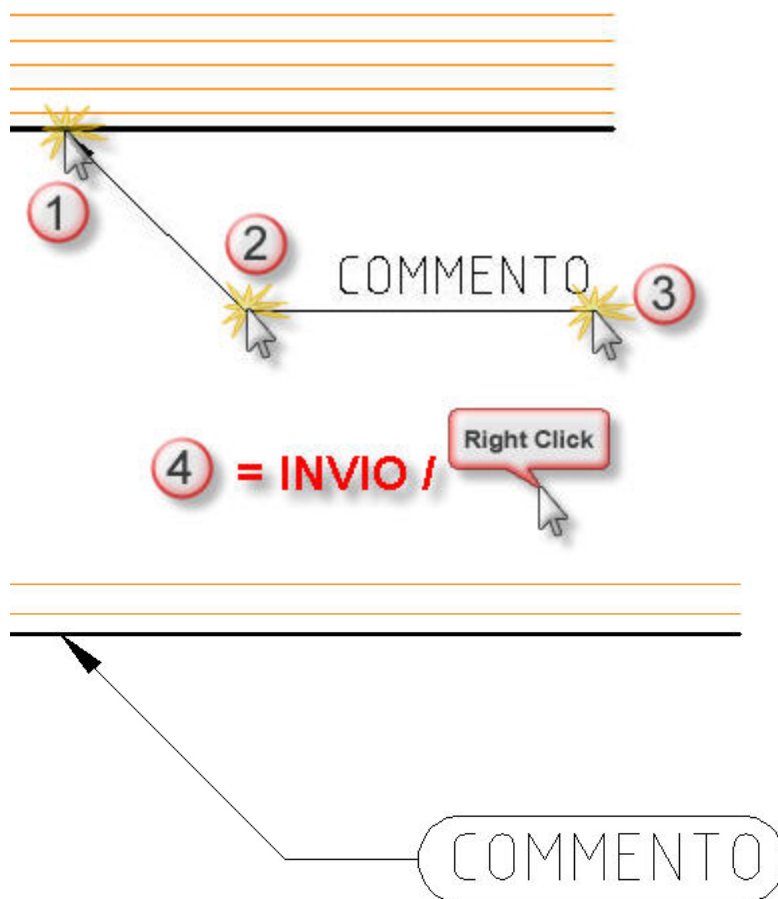 1
2
COMMENTO
3
4 = INVIO / Right Click
COMMENTO